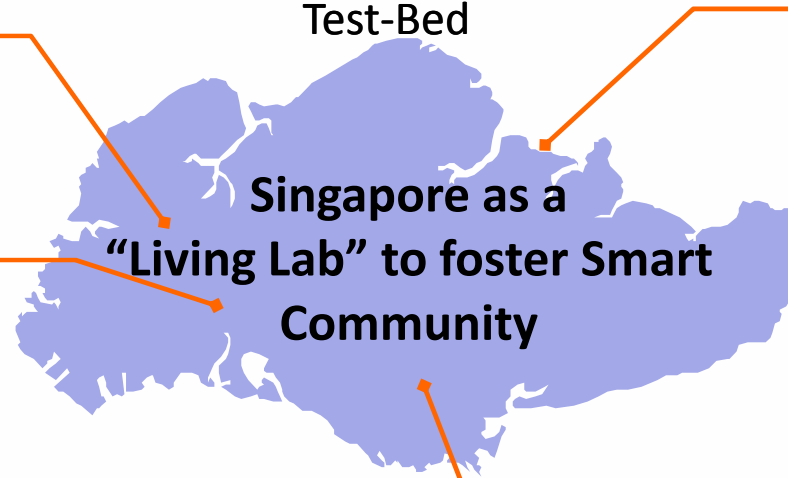 Test-Bed
Singapore as a
“Living Lab” to foster Smart
Community